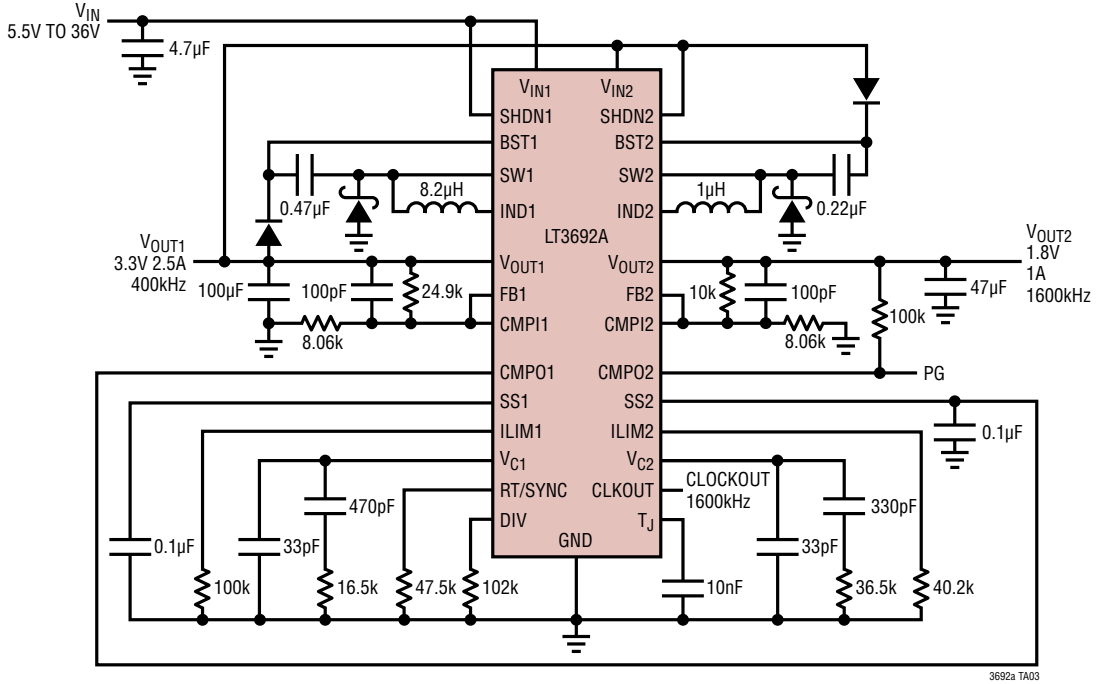 VIN
5.5V TO 36V
4.7µF
VIN1
VIN2
SHDN1
SHDN2
BST1
BST2
SW1
SW2
0.47µF
8.2µH
1µH
0.22µF
IND1
IND2
LT3692A
VOUT1
3.3V 2.5A
400kHz
VOUT2
1.8V
1A
1600kHz
VOUT1
VOUT2
100µF
100pF
24.9k
FB1
FB2
10k
100pF
47µF
100k
CMPI1
CMPI2
8.06k
8.06k
CMPO1
CMPO2
PG
SS1
SS2
0.1µF
ILIM1
ILIM2
VC1
VC2
RT/SYNC
CLKOUT
CLOCKOUT
1600kHz
470pF
330pF
DIV
TJ
GND
0.1µF
33pF
33pF
100k
16.5k
47.5k
102k
10nF
36.5k
40.2k
3692a TA03